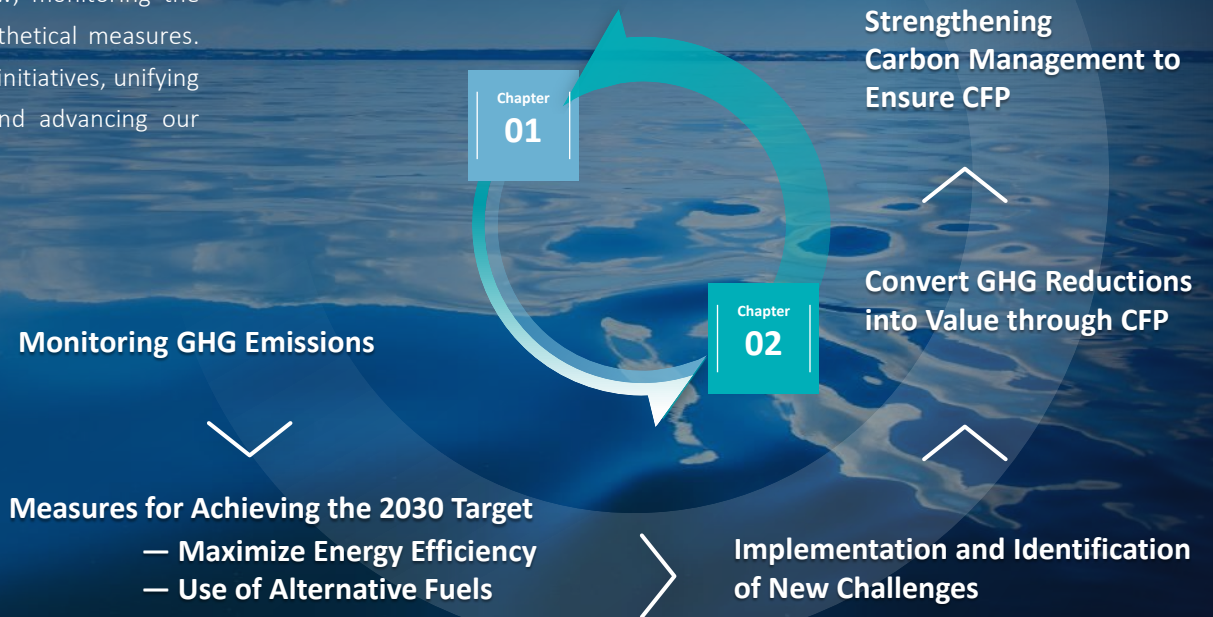 monitoring the
thetical measures.
initiatives, unifying
nd advancing our
Chapter
01
Strengthening
Carbon Management to
Ensure CFP
Chapter
02
Convert GHG Reductions
into Value through CFP
Monitoring GHG Emissions
Measures for Achieving the 2030 Target
— Maximize Energy Efficiency
— Use of Alternative Fuels
Implementation and Identification
of New Challenges